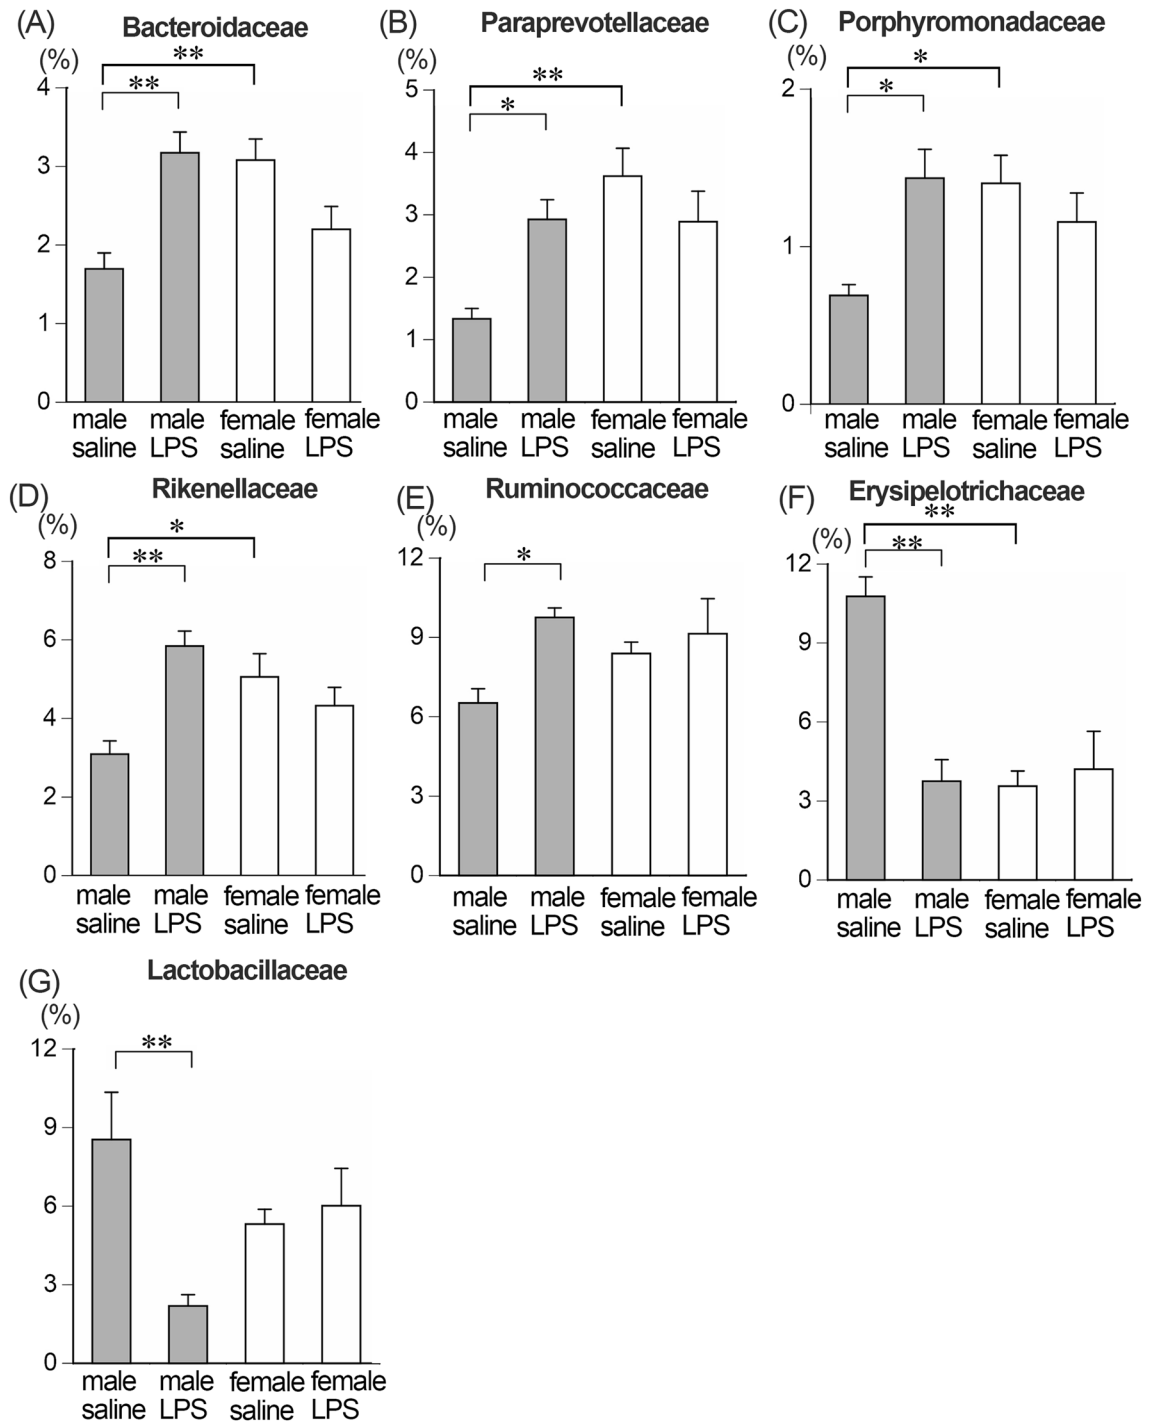 (A) Bacteroidaceae
(%)
**
**
4
3
2
1
0
male male female female
saline LPS saline LPS
(B) Paraprevotellaceae
(%)
**
*
5
4
3
2
1
0
male male female female
saline LPS saline LPS
(C) Porphyromonadaceae
(%)
*
*
2
1
0
male male female female
saline LPS saline LPS
(D) Rikenellaceae
(%)
*
**
8
6
4
2
0
male male female female
saline LPS saline LPS
(E) Ruminococcaceae
(%)
*
12
9
6
3
0
male male female female
saline LPS saline LPS
(F) Erysipelotrichaceae
**
(%)
**
12
9
6
3
0
male male female female
saline LPS saline LPS
(G) Lactobacillaceae
(%)
**
12
9
6
3
0
male male female female
saline LPS saline LPS